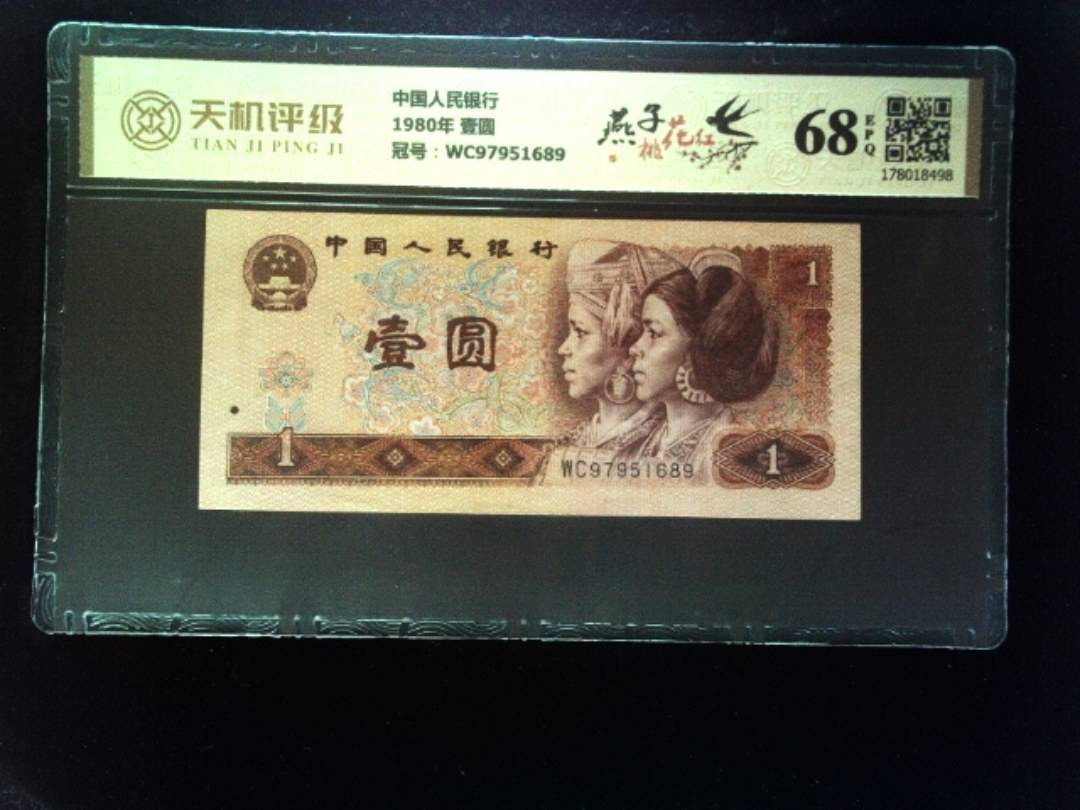 天机评级
TIAN JI PING JI
中国人民银行
1980年 壹圆
冠号：WC97951689
燕子
桃花红
68
EPQ
178018498
中国人民银行
1
壹圆
1
WC97951689
1